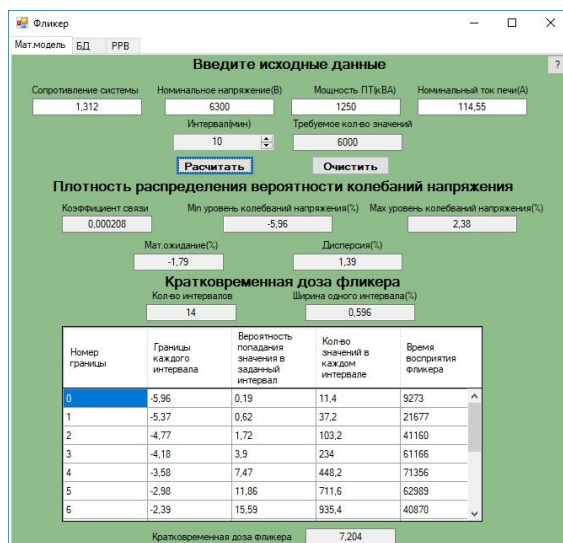 Фликер
Мат.модель БД РРВ
Введите исходные данные
?
Сопротивление системы Номинальное напряжение(В) Мощность ПТ(кВА) Номинальный ток печи(А)
1,312 6300 1250 114,55
Интервал(мин) Требуемое кол-во значений
10 6000
Расчитать Очистить
Плотность распределения вероятности колебаний напряжения
Коэффициент связи Min уровень колебваний напряжения(%) Max уровень колебваний напряжения(%)
0,000208 -5,96 2,38
Мат.ожидание(%) Дисперсия(%)
-1,79 1,39
Кратковременная доза фликера
Кол-во интервалов Ширина одного интервала(%)
14 0,596
Номер границы Границы каждого интервала Вероятность попадания значения в заданный интервал Кол-во значений в каждом интервале Время восприятия фликера
0 -5,96 0,19 11,4 9273
1 -5,37 0,62 37,2 21677
2 -4,77 1,72 103,2 41160
3 -4,18 3,9 234 61166
4 -3,58 7,47 448,2 71356
5 -2,98 11,86 711,6 62989
6 -2,39 15,59 935,4 40870
Кратковременная доза фликера 7,204